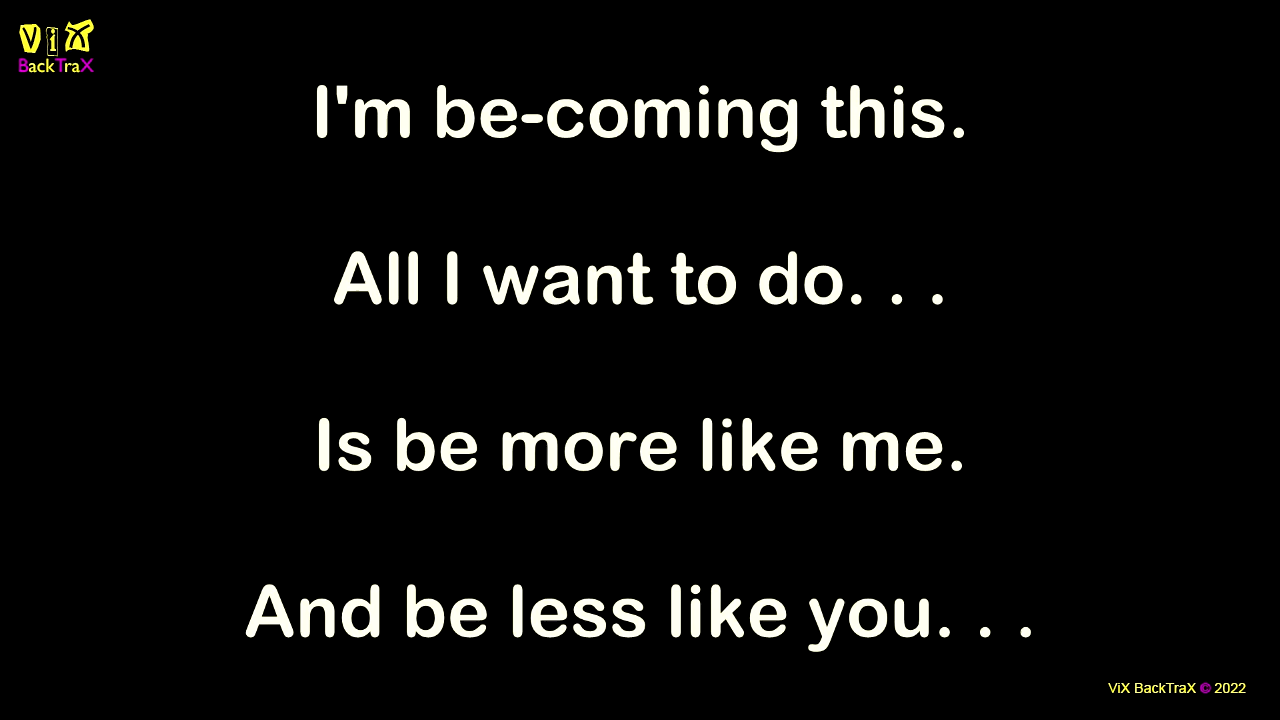 ViX
BackTraX
I'm be-coming this.
All I want to do. . .
Is be more like me.
And be less like you. . .
ViX BackTraX © 2022